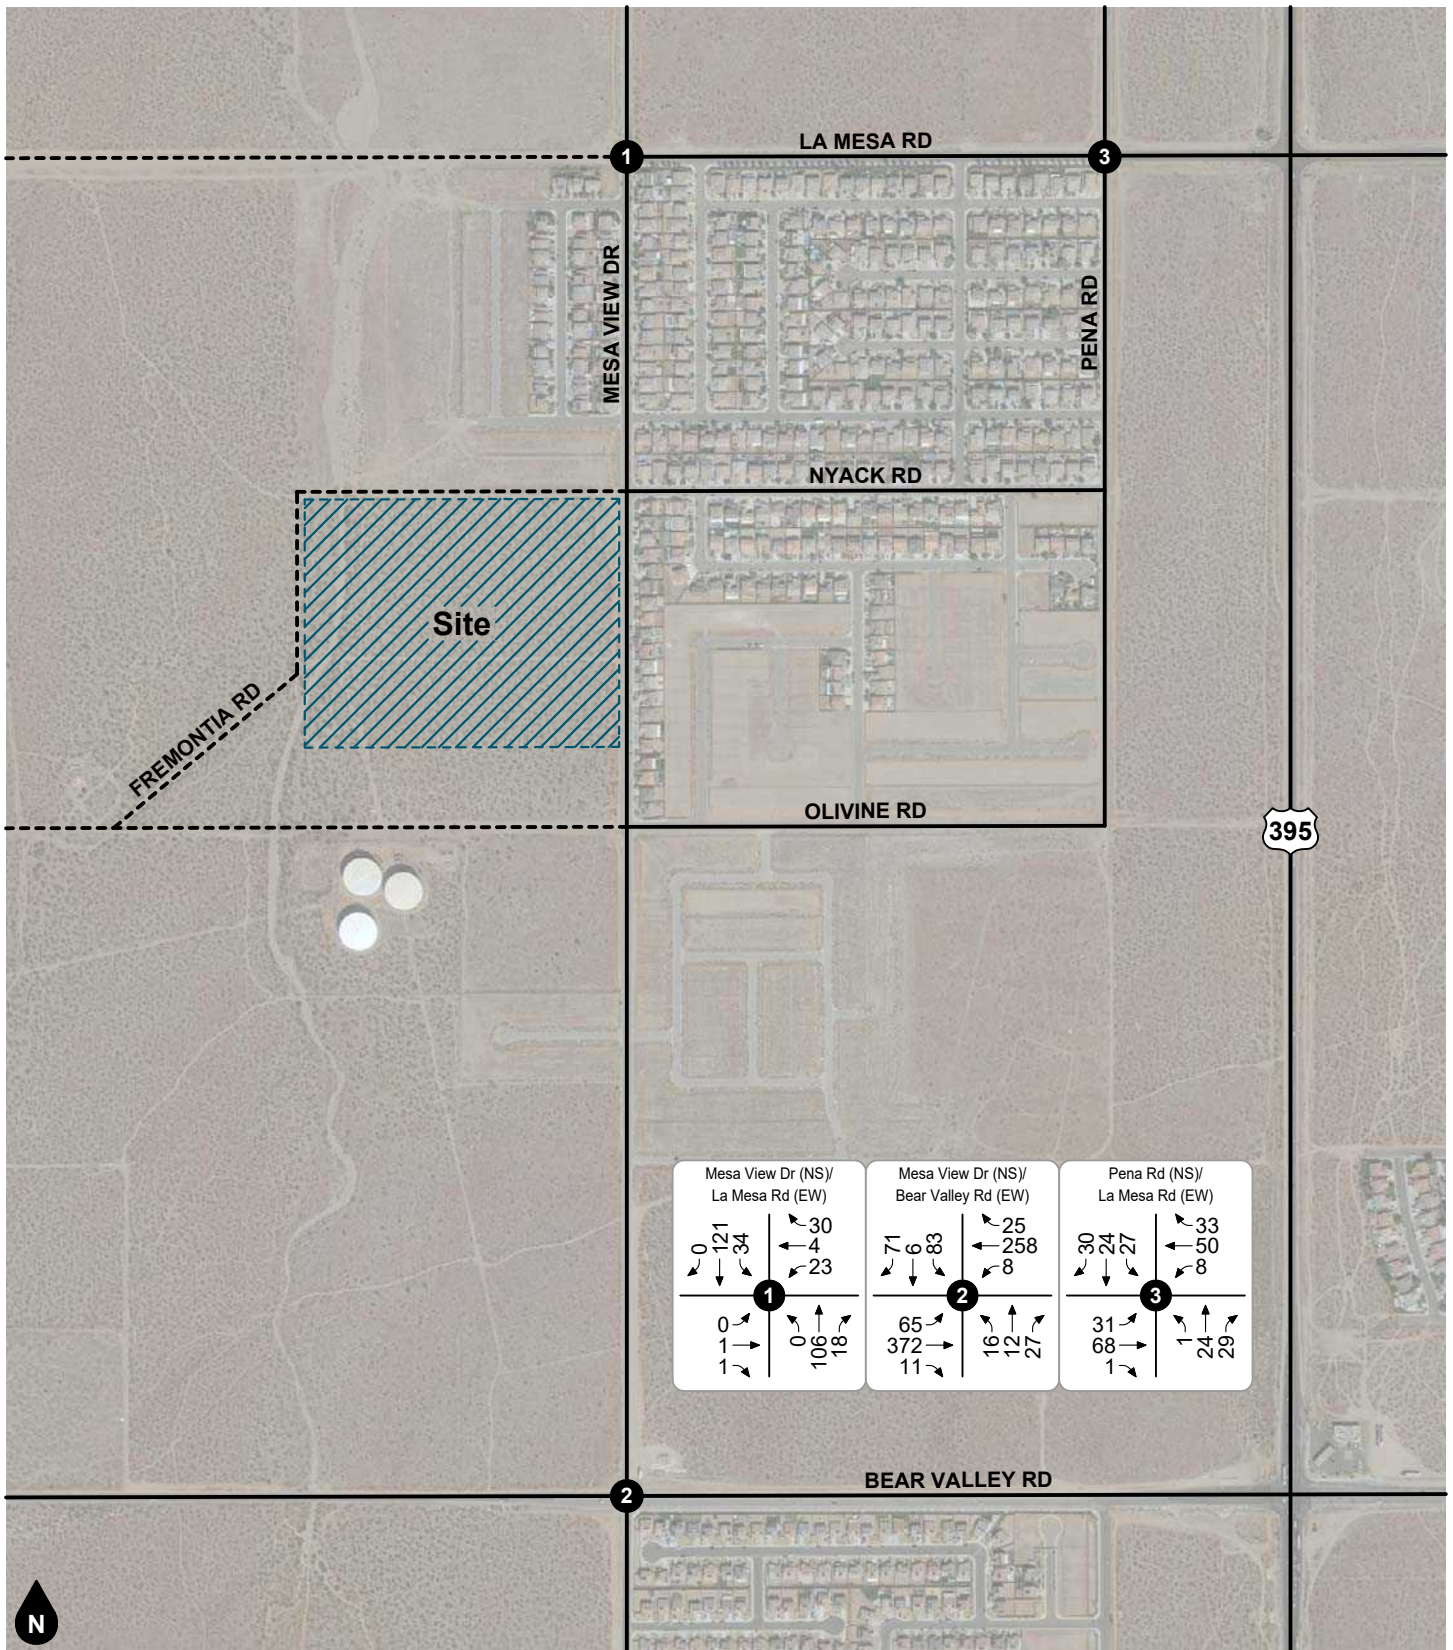 LA MESA RD
1
3
MESA VIEW DR
PENA RD
NYACK RD
Site
FREMONTIA RD
OLIVINE RD
395
Mesa View Dr (NS)/
La Mesa Rd (EW)
0
121
34
30
4
23
1
0
1
1
0
106
18
Mesa View Dr (NS)/
Bear Valley Rd (EW)
71
6
83
25
258
8
2
65
372
11
16
12
27
Pena Rd (NS)/
La Mesa Rd (EW)
30
24
27
33
50
8
3
31
68
1
1
24
29
BEAR VALLEY RD
2
N